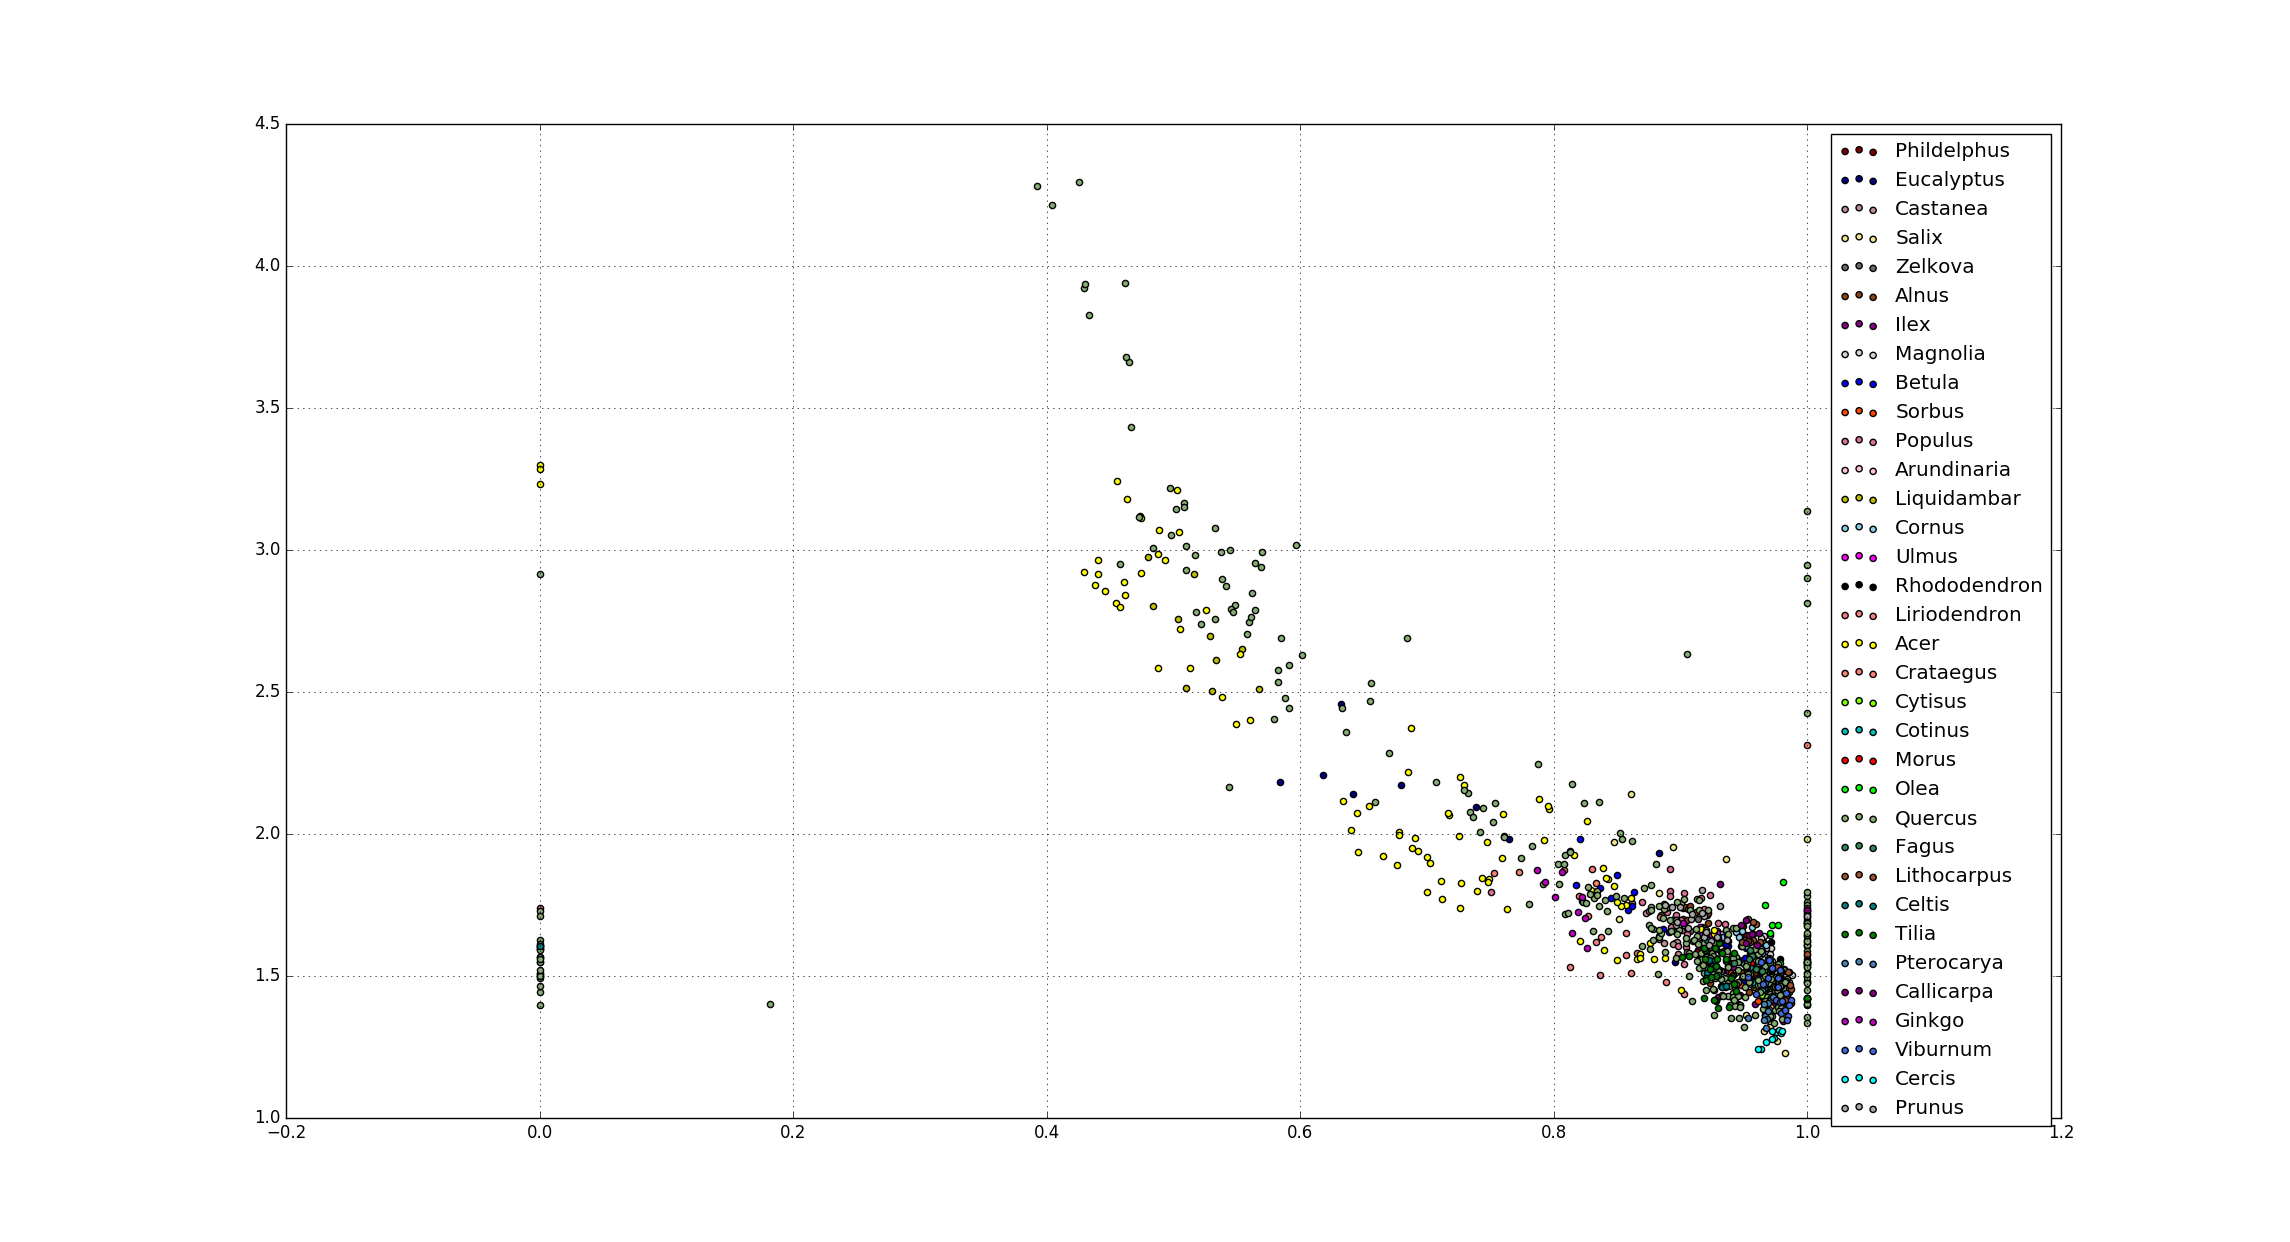 4.5
4.0
3.5
3.0
2.5
2.0
1.5
1.0
−0.2
0.0
0.2
0.4
0.6
0.8
1.0
1.2
Phildelphus
Eucalyptus
Castanea
Salix
Zelkova
Alnus
Ilex
Magnolia
Betula
Sorbus
Populus
Arundinaria
Liquidambar
Cornus
Ulmus
Rhododendron
Liriodendron
Acer
Crataegus
Cytisus
Cotinus
Morus
Olea
Quercus
Fagus
Lithocarpus
Celtis
Tilia
Pterocarya
Callicarpa
Ginkgo
Viburnum
Cercis
Prunus